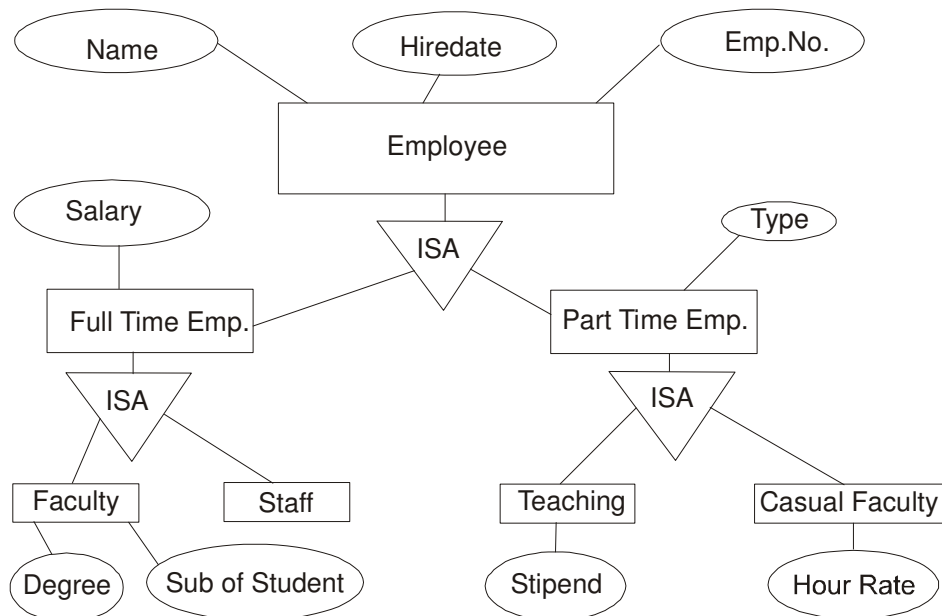 Name
Hiredate
Emp.No.
Employee
Salary
ISA
Type
Full Time Emp.
Part Time Emp.
ISA
ISA
Faculty
Staff
Teaching
Casual Faculty
Degree
Sub of Student
Stipend
Hour Rate